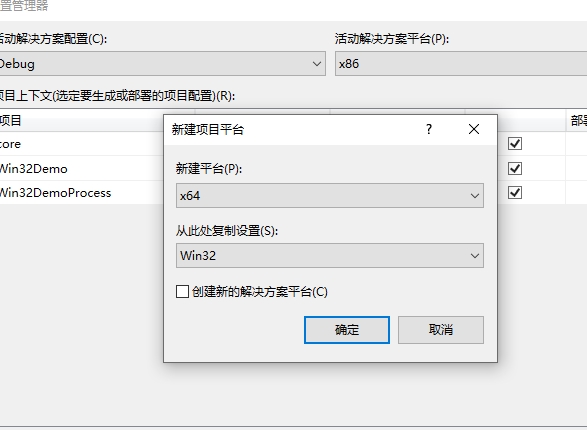 置管理器
活动解决方案配置(C):
活动解决方案平台(P):
Debug
x86
项目上下文(选定要生成或部署的项目配置)(R):
项目
部署
core
Win32Demo
Win32DemoProcess
新建项目平台
?
新建平台(P):
x64
从此处复制设置(S):
Win32
创建新的解决方案平台(C)
确定
取消